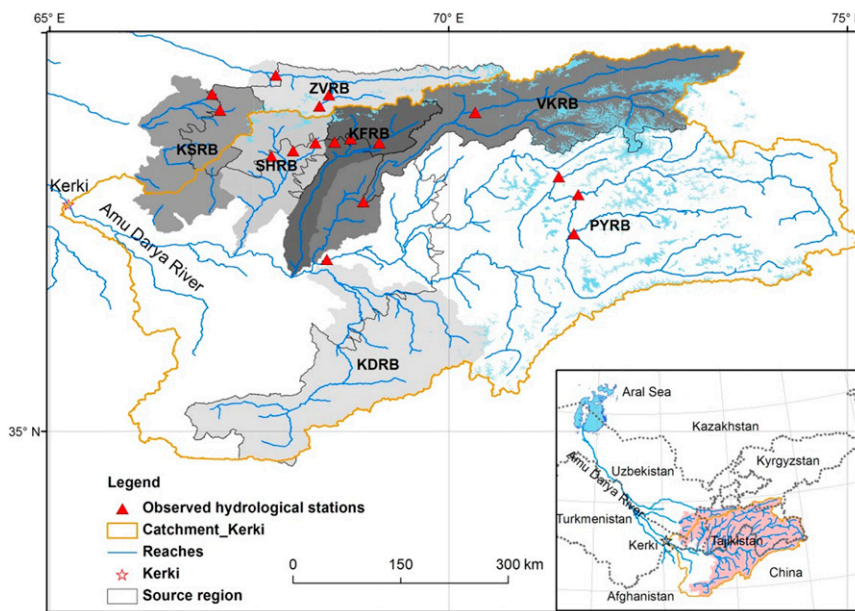 65° E
70° E
75° E
ZVRB
VKRB
KSRB
KFRB
SHRB
Kerki
Amu Darya River
PYRB
KDRB
35° N
Legend
Observed hydrological stations
Catchment_Kerki
Reaches
Kerki
Source region
0 150 300 km
Aral Sea
Kazakhstan
Uzbekistan
Kyrgyzstan
Amu Darya River
Turkmenistan
Tajikistan
Kerki
China
Afghanistan